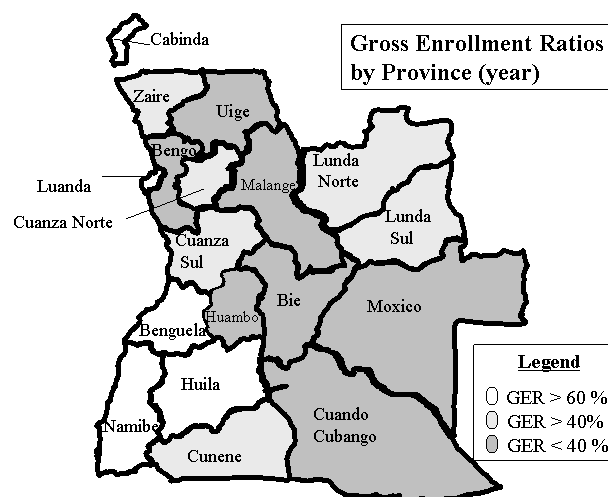 Cabinda
Gross Enrollment Ratios
by Province (year)
Zaire
Uige
Bengo
Lunda
Norte
Luanda
Malange
Cuanza Norte
Lunda
Sul
Cuanza
Sul
Bie
Moxico
Huambo
Benguela
Legend
Huila
GER > 60 %
GER > 40%
GER < 40 %
Cuando
Cubango
Namibe
Cunene